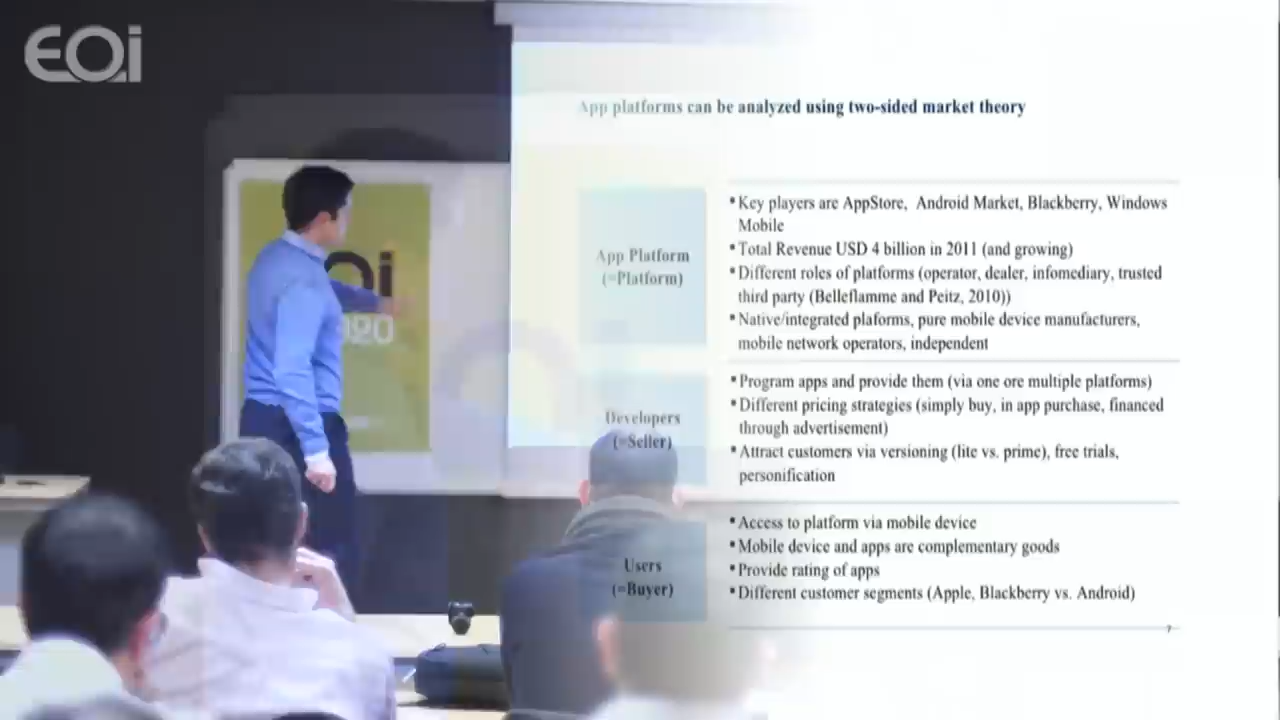 EOi
App platforms can be analyzed using two-sided market theory
Oi
020
App Platform
(=Platform)
▪Key players are AppStore, Android Market, Blackberry, Windows
Mobile
▪Total Revenue USD 4 billion in 2011 (and growing)
▪Different roles of platforms (operator, dealer, infomediary, trusted
third party (Belleflamme and Peitz, 2010))
▪Native/integrated plaforms, pure mobile device manufacturers,
mobile network operators, independent
Developers
(=Seller)
▪Program apps and provide them (via one ore multiple platforms)
▪Different pricing strategies (simply buy, in app purchase, financed
through advertisement)
▪Attract customers via versioning (lite vs. prime), free trials,
personification
Users
(=Buyer)
▪Access to platform via mobile device
▪Mobile device and apps are complementary goods
▪Provide rating of apps
▪Different customer segments (Apple, Blackberry vs. Android)
7